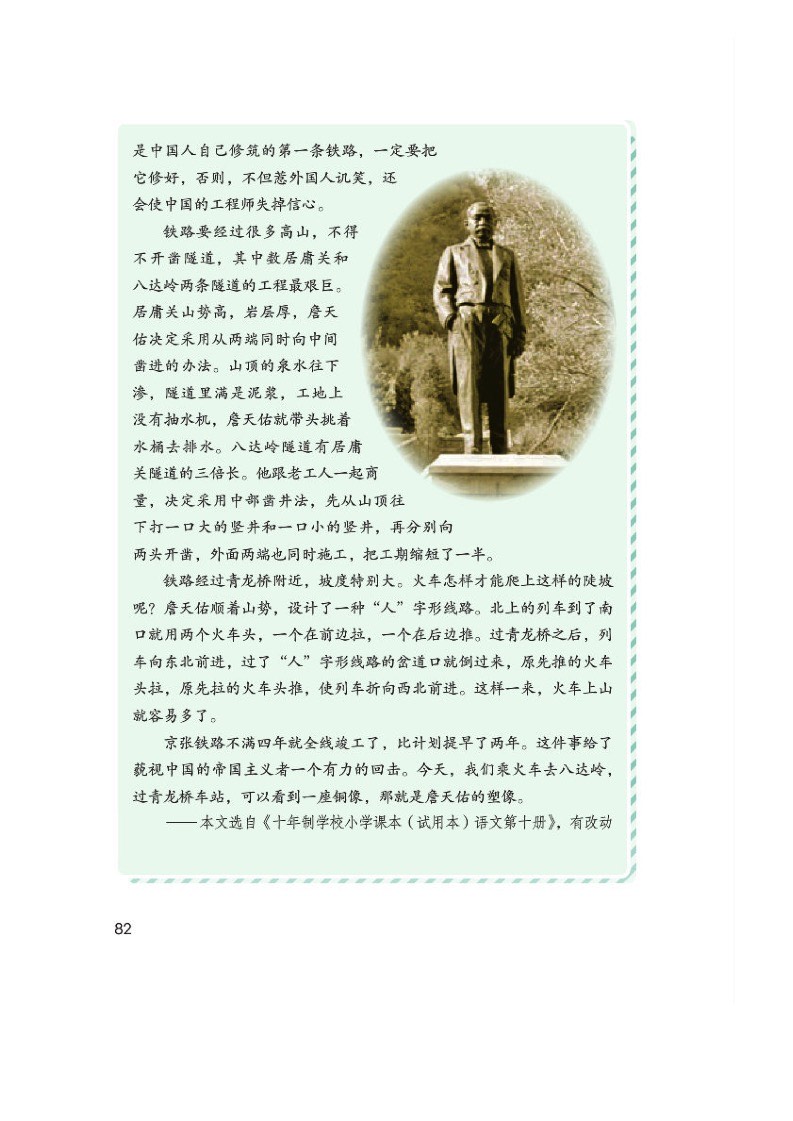 是中国人自己修筑的第一条铁路，一定要把
它修好，否则，不但惹外国人讥笑，还
会使中国的工程师失掉信心。
铁路要经过很多高山，不得
不开凿隧道，其中数居庸关和
八达岭两条隧道的工程最艰巨。
居庸关山势高，岩层厚，詹天
佑决定采用从两端同时向中间
凿进的办法。山顶的泉水往下
渗，隧道里满是泥浆，工地上
没有抽水机，詹天佑就带头挑着
水桶去排水。八达岭隧道有居庸
关隧道的三倍长。他跟老工人一起商
量，决定采用中部凿井法，先从山顶往
下打一口大的竖井和一口小的竖井，再分别向
两头开凿，外面两端也同时施工，把工期缩短了一半。
铁路经过青龙桥附近，坡度特别大。火车怎样才能爬上这样的陡坡
呢？詹天佑顺着山势，设计了一种“人”字形线路。北上的列车到了南
口就用两个火车头，一个在前边拉，一个在后边推。过青龙桥之后，列
车向东北前进，过了“人”字形线路的岔道口就倒过来，原先推的火车
头拉，原先拉的火车头推，使列车折向西北前进。这样一来，火车上山
就容易多了。
京张铁路不满四年就全线竣工了，比计划提早了两年。这件事给了
藐视中国的帝国主义者一个有力的回击。今天，我们乘火车去八达岭，
过青龙桥车站，可以看到一座铜像，那就是詹天佑的塑像。
——本文选自《十年制学校小学课本（试用本）语文第十册》，有改动
82